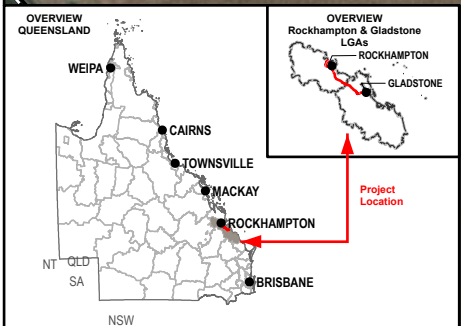 OVERVIEW
QUEENSLAND
WEIPA
CAIRNS
TOWNSVILLE
MACKAY
ROCKHAMPTON
BRISBANE
NT
QLD
SA
NSW
OVERVIEW
Rockhampton & Gladstone
LGAs
ROCKHAMPTON
GLADSTONE
Project
Location